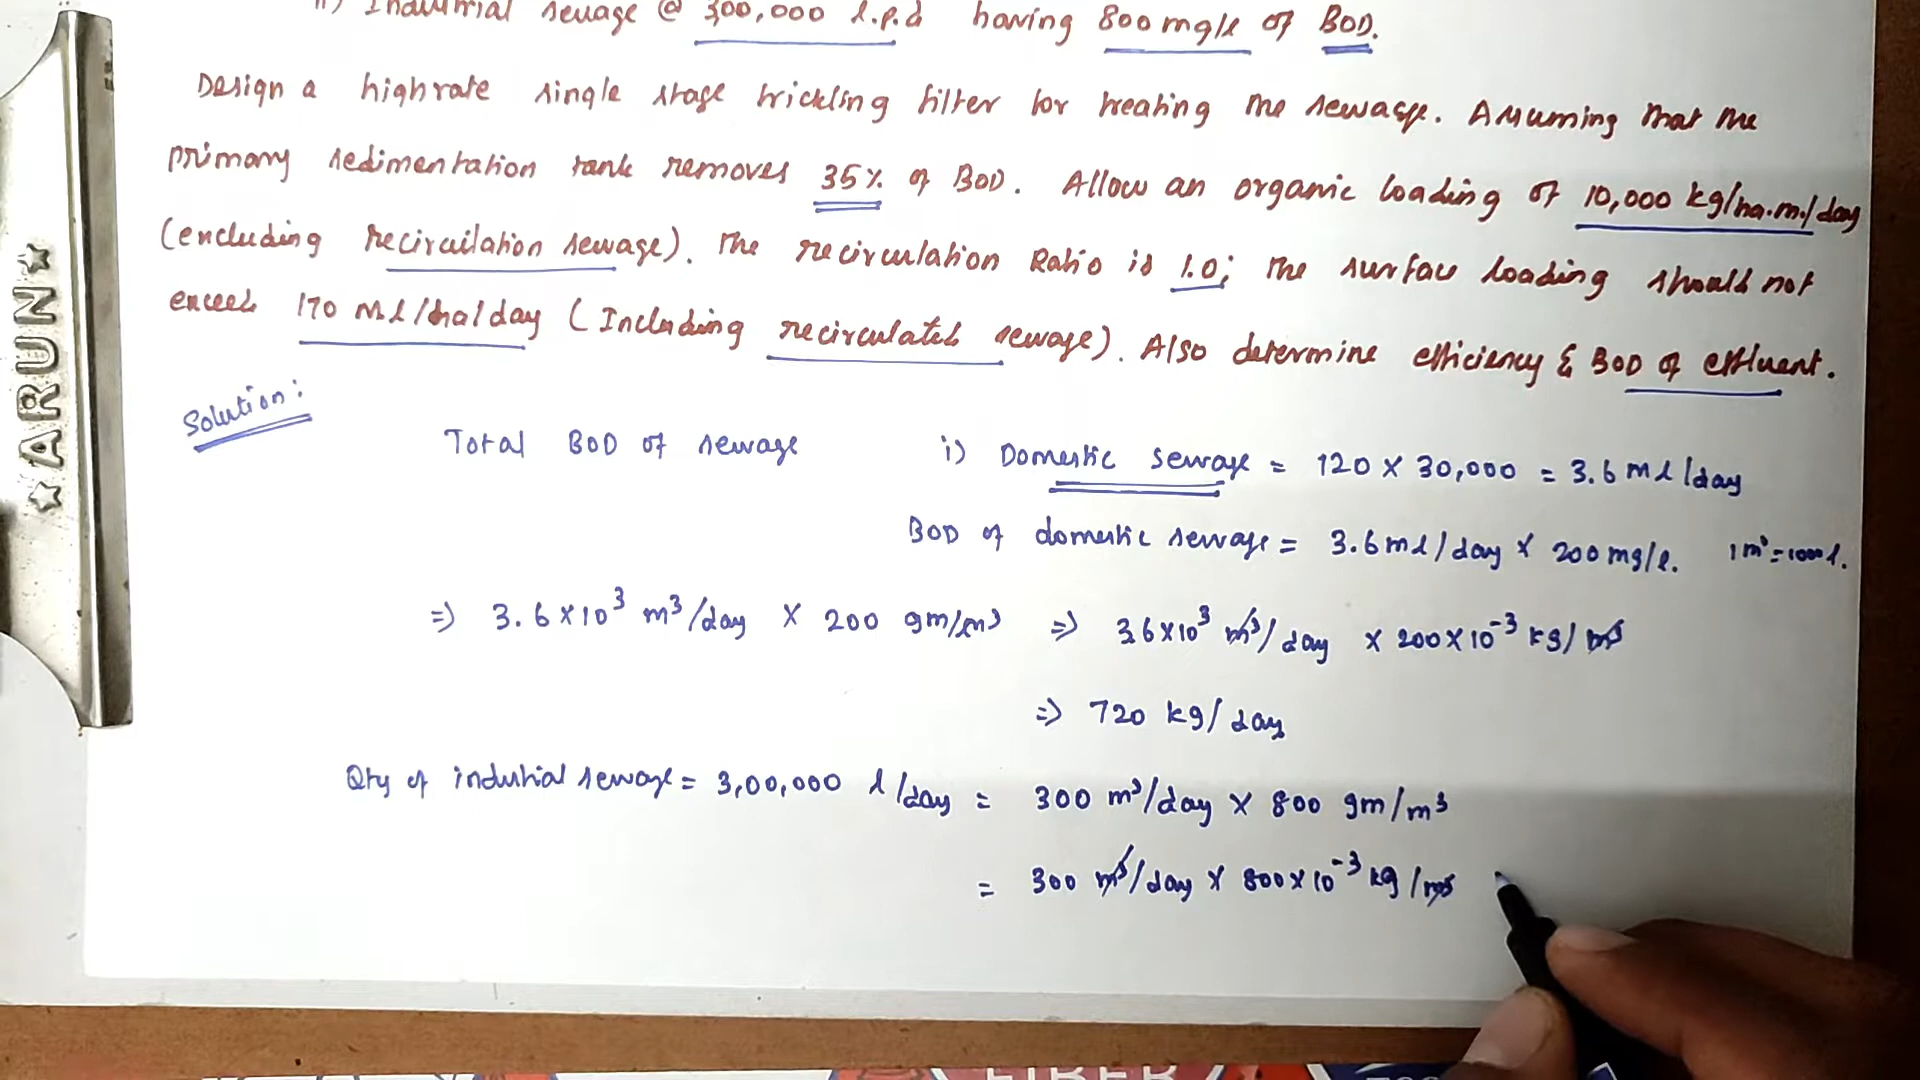 ii) Industrial sewage @ 300,000 l.p.d having 800 mg/l of BOD.
Design a high rate single stage trickling filter for treating the sewage. Assuming that the
primary sedimentation tank removes 35% of BOD. Allow an organic loading of 10,000 kg/ha.m/day
(excluding recirculation sewage). The recirculation Ratio is 1.0; The surface loading should not
exceed 170 Ml/ha/day (Including recirculated sewage). Also determine efficiency & BOD of effluent.
Solution:
Total BOD of sewage i) Domestic sewage = 120 × 30,000 = 3.6 Ml/day
BOD of domestic sewage = 3.6 Ml/day × 200 mg/l. 1 m³ = 1000 l.
⇒ 3.6×10³ m³/day × 200 gm/m³ ⇒ 3.6×10³ m³/day × 200×10⁻³ kg/m³
⇒ 720 kg/day
Qty of industrial sewage = 3,00,000 l/day = 300 m³/day × 800 gm/m³
= 300 m³/day × 800×10⁻³ kg/m³
★ARUN★
FIBER